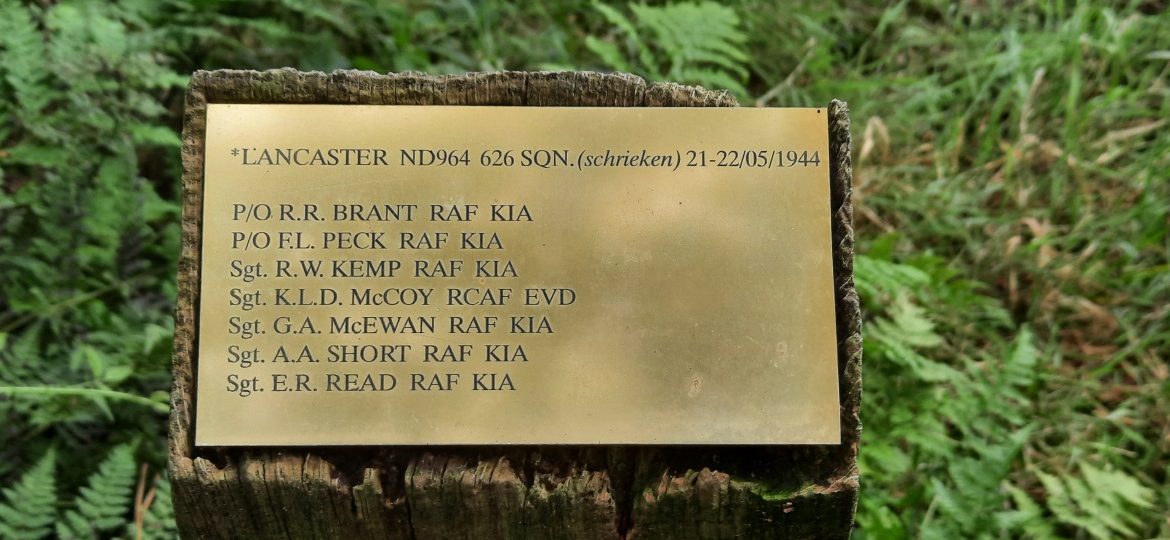 *LANCASTER ND964 626 SQN.(schrieken) 21-22/05/1944
P/O R.R. BRANT RAF KIA
P/O F.L. PECK RAF KIA
Sgt. R.W. KEMP RAF KIA
Sgt. K.L.D. McCOY RCAF EVD
Sgt. G.A. McEWAN RAF KIA
Sgt. A.A. SHORT RAF KIA
Sgt. E.R. READ RAF KIA